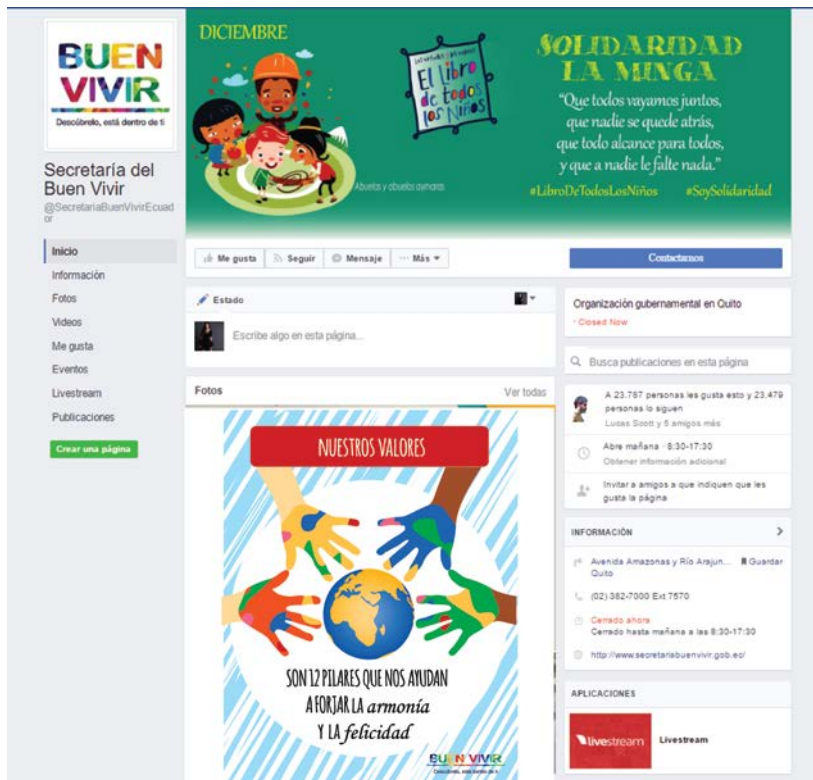 BUEN
VIVIR
Descúbrelo, está dentro de ti
Secretaría del
Buen Vivir
@SecretariaBuenVivirEcuad
or
Inicio
Información
Fotos
Videos
Me gusta
Eventos
Livestream
Publicaciones
Crear una página
DICIEMBRE
El libro
de todos
los Niños
Abuelas y abuelos aymaras
SOLIDARIDAD
LA MINGA
"Que todos vayamos juntos,
que nadie se quede atrás,
que todo alcance para todos,
y que a nadie le falte nada."
#LibroDeTodosLosNiños #SoySolidaridad
Me gusta Seguir Mensaje ··· Más
Contactarnos
Estado
Escribe algo en esta página...
Fotos Ver todas
NUESTROS VALORES
SON 12 PILARES QUE NOS AYUDAN
A FORJAR LA armonía
Y LA felicidad
BUEN VIVIR
Descúbrelo, está dentro de ti
Organización gubernamental en Quito
· Closed Now
Busca publicaciones en esta página
A 23,787 personas les gusta esto y 23,479
personas lo siguen
Lucas Scott y 5 amigos más
Abre mañana · 8:30-17:30
Obtener información adicional
Invitar a amigos a que indiquen que les
gusta la página
INFORMACIÓN
Avenida Amazonas y Río Arajun... Guardar
Quito
(02) 382-7000 Ext 7570
Cerrado ahora
Cerrado hasta mañana a las 8:30-17:30
http://www.secretariabuenvivir.gob.ec/
APLICACIONES
livestream Livestream